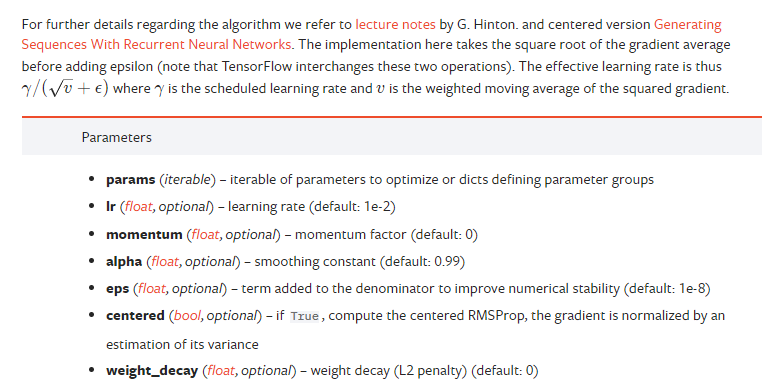 For further details regarding the algorithm we refer to lecture notes by G. Hinton. and centered version Generating
Sequences With Recurrent Neural Networks. The implementation here takes the square root of the gradient average
before adding epsilon (note that TensorFlow interchanges these two operations). The effective learning rate is thus
γ/(√v + ϵ) where γ is the scheduled learning rate and v is the weighted moving average of the squared gradient.
Parameters
• params (iterable) – iterable of parameters to optimize or dicts defining parameter groups
• lr (float, optional) – learning rate (default: 1e-2)
• momentum (float, optional) – momentum factor (default: 0)
• alpha (float, optional) – smoothing constant (default: 0.99)
• eps (float, optional) – term added to the denominator to improve numerical stability (default: 1e-8)
• centered (bool, optional) – if True, compute the centered RMSProp, the gradient is normalized by an
estimation of its variance
• weight_decay (float, optional) – weight decay (L2 penalty) (default: 0)